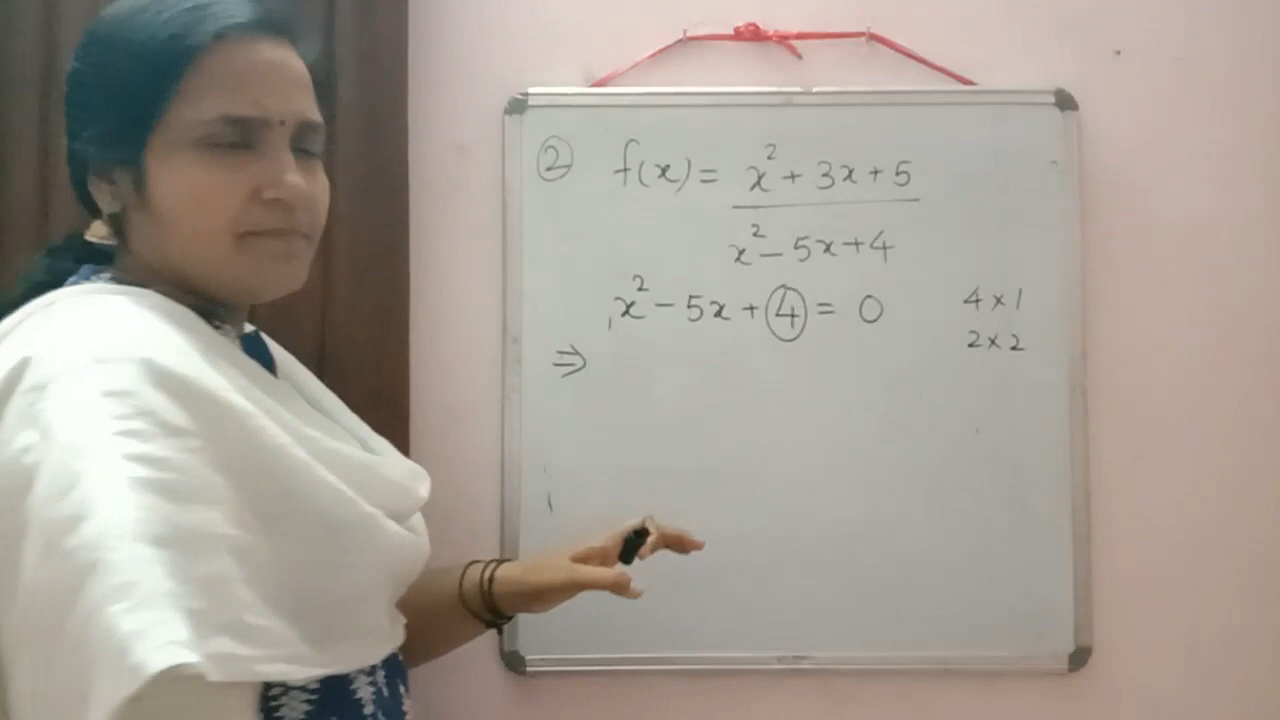 ② f(x) = x² + 3x + 5
x² - 5x + 4
x² - 5x + 4 = 0
4 × 1
2 × 2
⇒